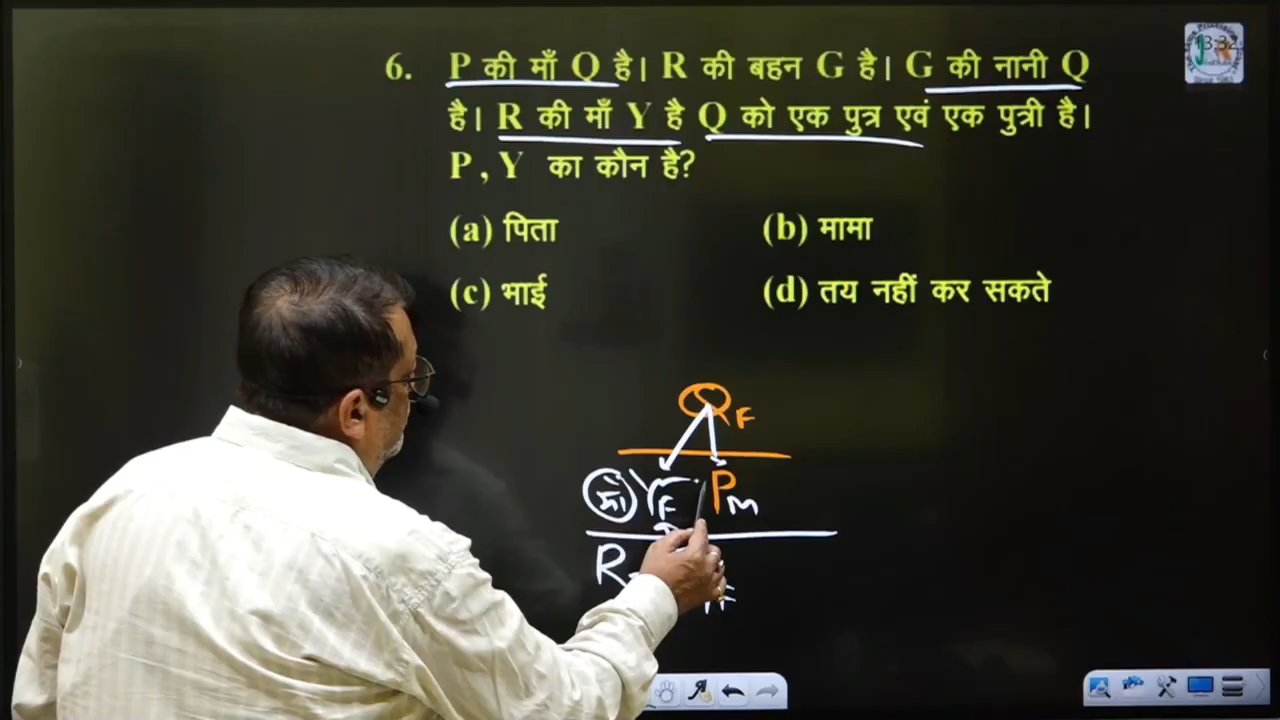 6. P की माँ Q है। R की बहन G है। G की नानी Q
है। R की माँ Y है Q को एक पुत्र एवं एक पुत्री है।
P, Y का कौन है?
(a) पिता
(b) मामा
(c) भाई
(d) तय नहीं कर सकते
Q F
माँ Y F P M
R